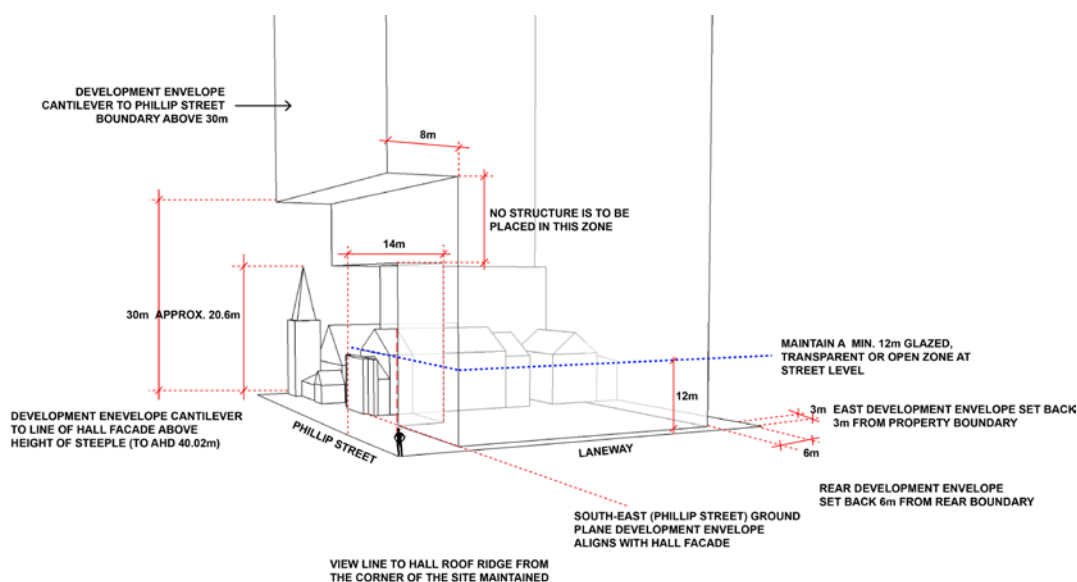 DEVELOPMENT ENVELOPE
CANTILEVER TO PHILLIP STREET
BOUNDARY ABOVE 30m
8m
NO STRUCTURE IS TO BE
PLACED IN THIS ZONE
14m
30m
APPROX. 20.6m
MAINTAIN A MIN. 12m GLAZED,
TRANSPARENT OR OPEN ZONE AT
STREET LEVEL
12m
DEVELOPMENT ENEVELOPE CANTILEVER
TO LINE OF HALL FACADE ABOVE
HEIGHT OF STEEPLE (TO AHD 40.02m)
PHILLIP STREET
LANEWAY
3m
EAST DEVELOPMENT ENVELOPE SET BACK
3m FROM PROPERTY BOUNDARY
6m
REAR DEVELOPMENT ENVELOPE
SET BACK 6m FROM REAR BOUNDARY
SOUTH-EAST (PHILLIP STREET) GROUND
PLANE DEVELOPMENT ENVELOPE
ALIGNS WITH HALL FACADE
VIEW LINE TO HALL ROOF RIDGE FROM
THE CORNER OF THE SITE MAINTAINED